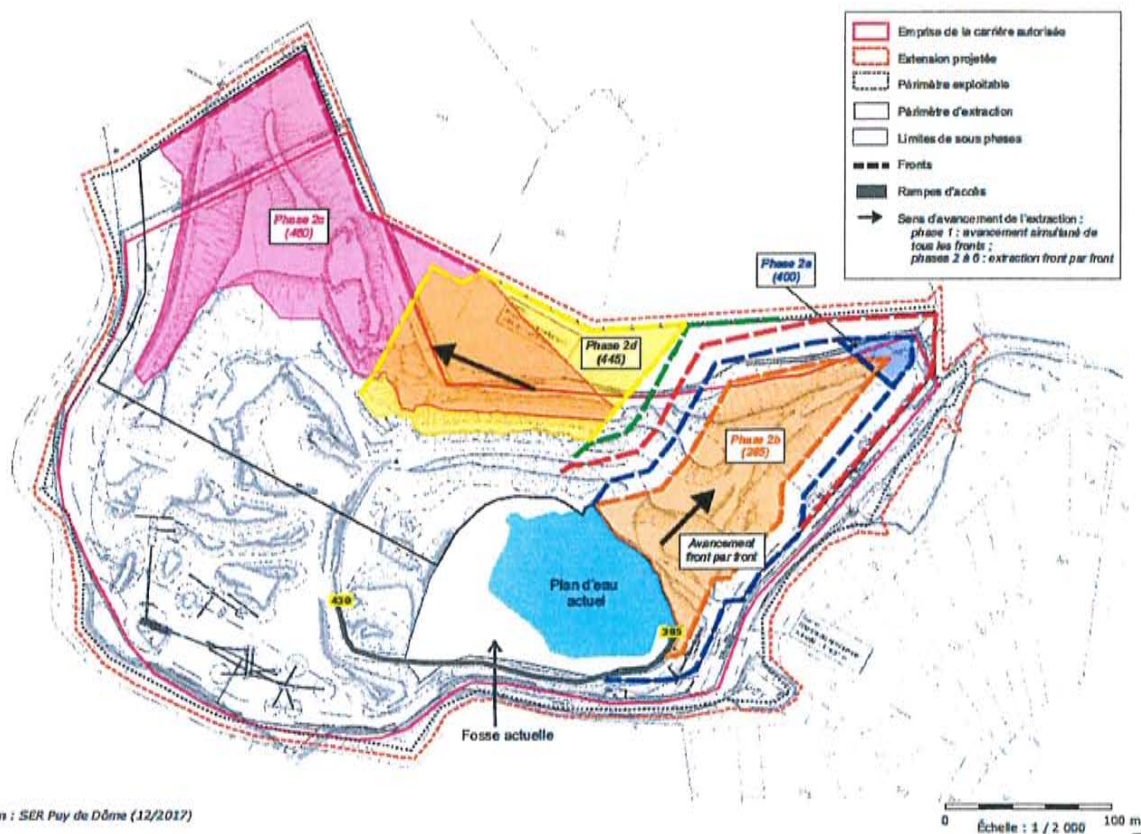 Emprise de la carrière autorisée
Extension projetée
Périmètre exploitable
Périmètre d'extraction
Limites de sous phases
Fronts
Rampes d'accès
Sens d'avancement de l'extraction :
phase 1 : avancement simultané de
tous les fronts ;
phases 2 à 6 : extraction front par front
Phase 2c
(460)
Phase 2a
(400)
Phase 2d
(445)
Phase 2b
(385)
Avancement
front par front
Plan d'eau
actuel
430
385
Fosse actuelle
n : SER Puy de Dôme (12/2017)
0 100 m
Échelle : 1 / 2 000